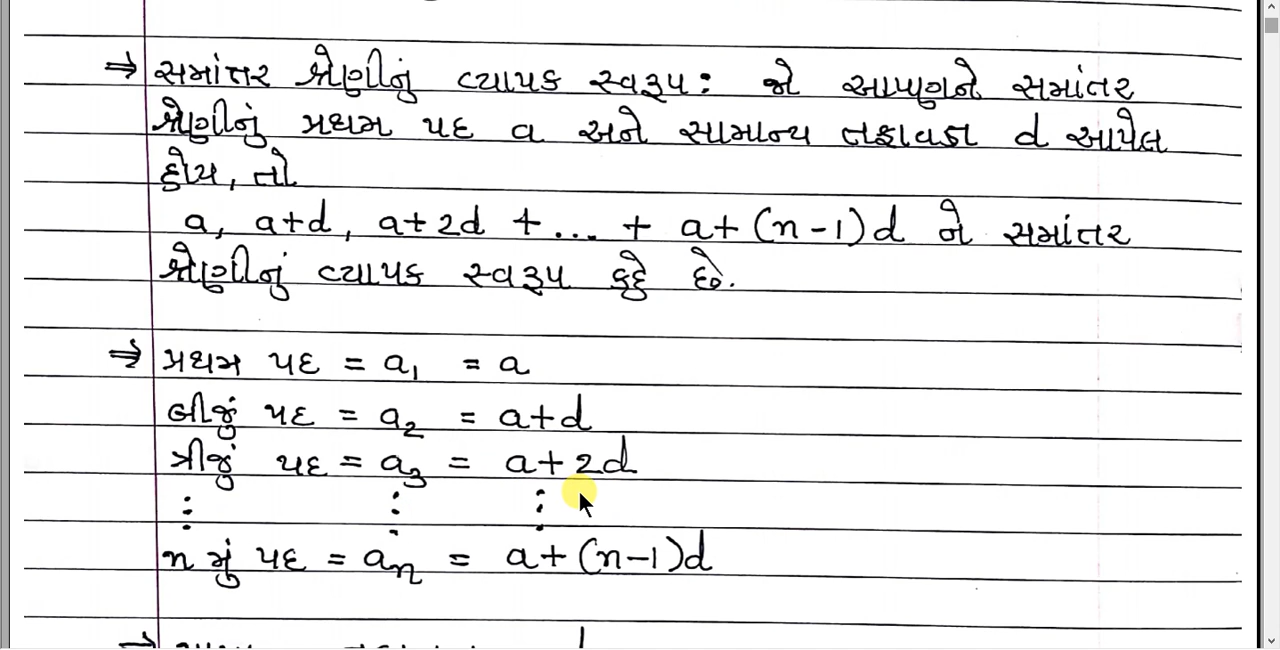 ⇒ સમાંતર શ્રેણીનું વ્યાપક સ્વરૂપ: જો આપણને સમાંતર
શ્રેણીનું પ્રથમ પદ a અને સામાન્ય તફાવત d આપેલ
હોય, તો
a, a+d, a+2d +...+ a+(n-1)d ને સમાંતર
શ્રેણીનું વ્યાપક સ્વરૂપ કહે છે.
⇒ પ્રથમ પદ = a₁ = a
બીજું પદ = a₂ = a+d
ત્રીજું પદ = a₃ = a+2d
⋮ ⋮ ⋮
n મું પદ = aₙ = a+(n-1)d